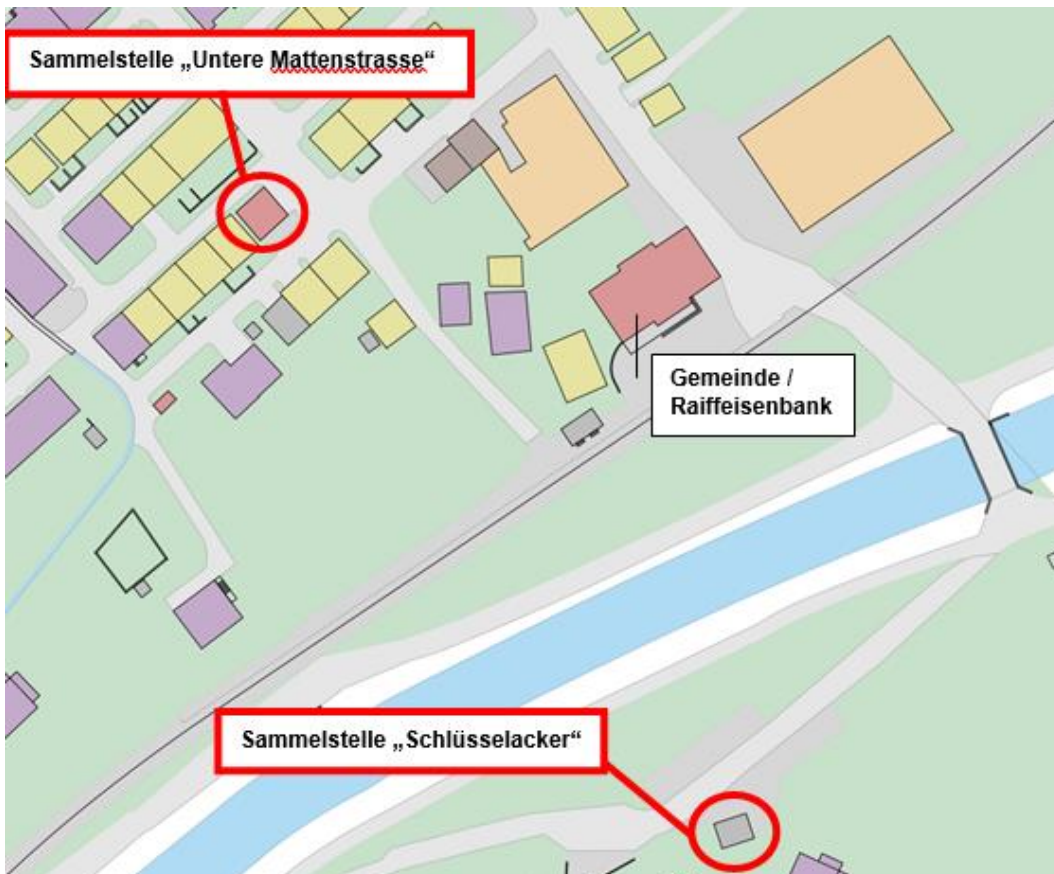 Sammelstelle „Untere Mattenstrasse“
Gemeinde /
Raiffeisenbank
Sammelstelle „Schlüsselacker“